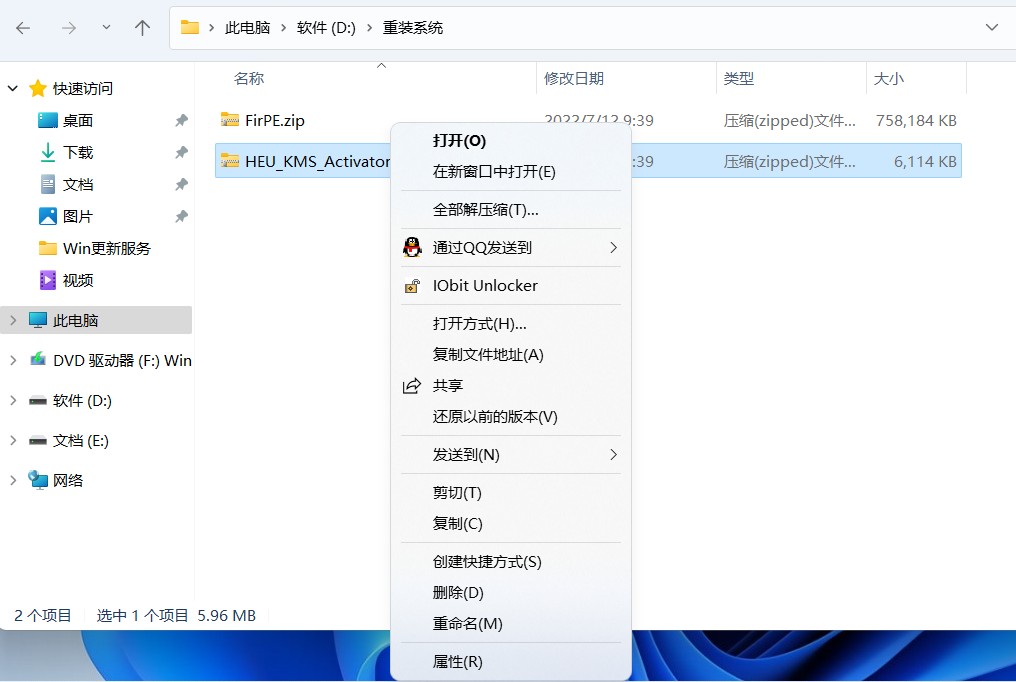 此电脑 软件 (D:) 重装系统
名称 修改日期 类型 大小
快速访问
桌面
下载
文档
图片
Win更新服务
视频
此电脑
DVD 驱动器 (F:) Win
软件 (D:)
文档 (E:)
网络
FirPE.zip 2022/7/12 9:39 压缩(zipped)文件... 758,184 KB
HEU_KMS_Activator :39 压缩(zipped)文件... 6,114 KB
打开(O)
在新窗口中打开(E)
全部解压缩(T)...
通过QQ发送到
IObit Unlocker
打开方式(H)...
复制文件地址(A)
共享
还原以前的版本(V)
发送到(N)
剪切(T)
复制(C)
创建快捷方式(S)
删除(D)
重命名(M)
属性(R)
2 个项目 选中 1 个项目 5.96 MB